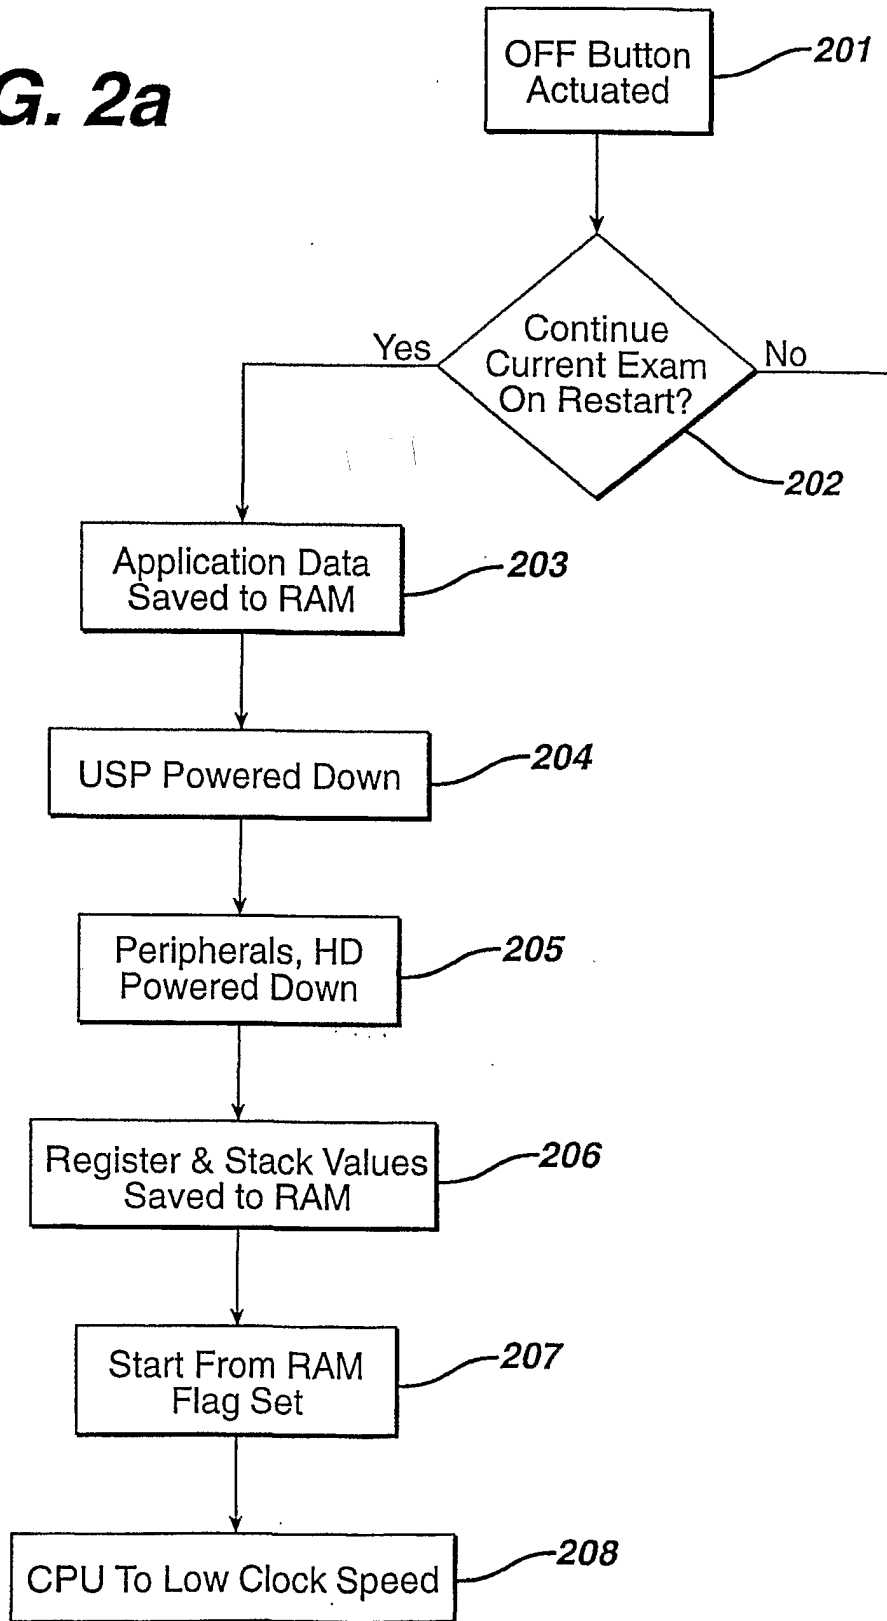 G. 2a
OFF Button
Actuated
201
Continue
Current Exam
On Restart?
Yes
No
202
Application Data
Saved to RAM
203
USP Powered Down
204
Peripherals, HD
Powered Down
205
Register & Stack Values
Saved to RAM
206
Start From RAM
Flag Set
207
CPU To Low Clock Speed
208